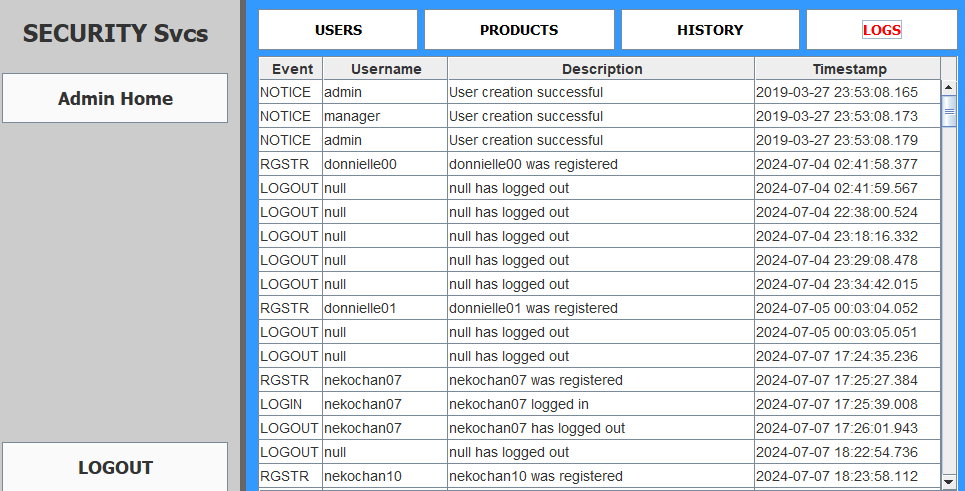 SECURITY Svcs
Admin Home
LOGOUT
USERS PRODUCTS HISTORY LOGS
Event Username Description Timestamp
NOTICE admin User creation successful 2019-03-27 23:53:08.165
NOTICE manager User creation successful 2019-03-27 23:53:08.173
NOTICE admin User creation successful 2019-03-27 23:53:08.179
RGSTR donnielle00 donnielle00 was registered 2024-07-04 02:41:58.377
LOGOUT null null has logged out 2024-07-04 02:41:59.567
LOGOUT null null has logged out 2024-07-04 22:38:00.524
LOGOUT null null has logged out 2024-07-04 23:18:16.332
LOGOUT null null has logged out 2024-07-04 23:29:08.478
LOGOUT null null has logged out 2024-07-04 23:34:42.015
RGSTR donnielle01 donnielle01 was registered 2024-07-05 00:03:04.052
LOGOUT null null has logged out 2024-07-05 00:03:05.051
LOGOUT null null has logged out 2024-07-07 17:24:35.236
RGSTR nekochan07 nekochan07 was registered 2024-07-07 17:25:27.384
LOGIN nekochan07 nekochan07 logged in 2024-07-07 17:25:39.008
LOGOUT nekochan07 nekochan07 has logged out 2024-07-07 17:26:01.943
LOGOUT null null has logged out 2024-07-07 18:22:54.736
RGSTR nekochan10 nekochan10 was registered 2024-07-07 18:23:58.112